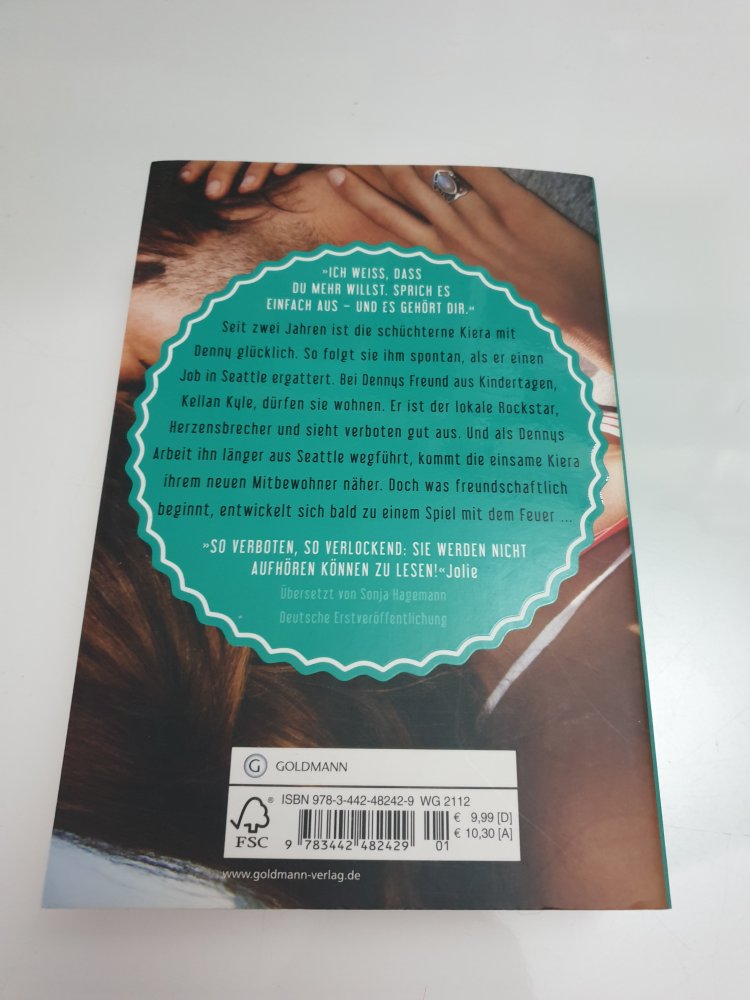 »ICH WEISS, DASS
DU MEHR WILLST. SPRICH ES
EINFACH AUS – UND ES GEHÖRT DIR.«
Seit zwei Jahren ist die schüchterne Kiera mit
Denny glücklich. So folgt sie ihm spontan, als er einen
Job in Seattle ergattert. Bei Dennys Freund aus Kindertagen,
Kellan Kyle, dürfen sie wohnen. Er ist der lokale Rockstar,
Herzensbrecher und sieht verboten gut aus. Und als Dennys
Arbeit ihn länger aus Seattle wegführt, kommt die einsame Kiera
ihrem neuen Mitbewohner näher. Doch was freundschaftlich
beginnt, entwickelt sich bald zu einem Spiel mit dem Feuer ...
»SO VERBOTEN, SO VERLOCKEND: SIE WERDEN NICHT
AUFHÖREN KÖNNEN ZU LESEN!« Jolie
Übersetzt von Sonja Hagemann
Deutsche Erstveröffentlichung
G GOLDMANN
ISBN 978-3-442-48242-9 WG 2112
€ 9,99 [D]
€ 10,30 [A]
FSC ®
9 783442 482429 01
www.goldmann-verlag.de